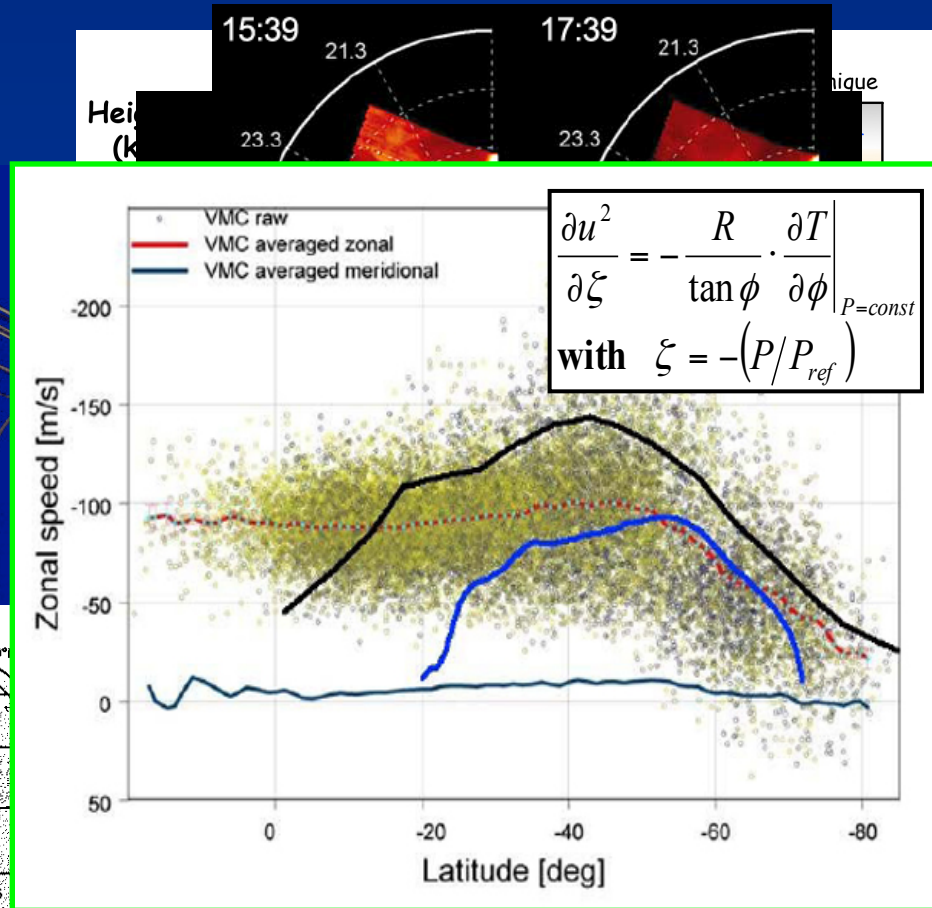 15:39
17:39
21.3
21.3
23.3
23.3
VMC raw
VMC averaged zonal
VMC averaged meridional
∂u²/∂ζ = − R/tan ϕ · ∂T/∂ϕ |P=const
with ζ = −(P/Pref)
Zonal speed [m/s]
-200
-150
-100
-50
0
50
0 -20 -40 -60 -80
Latitude [deg]